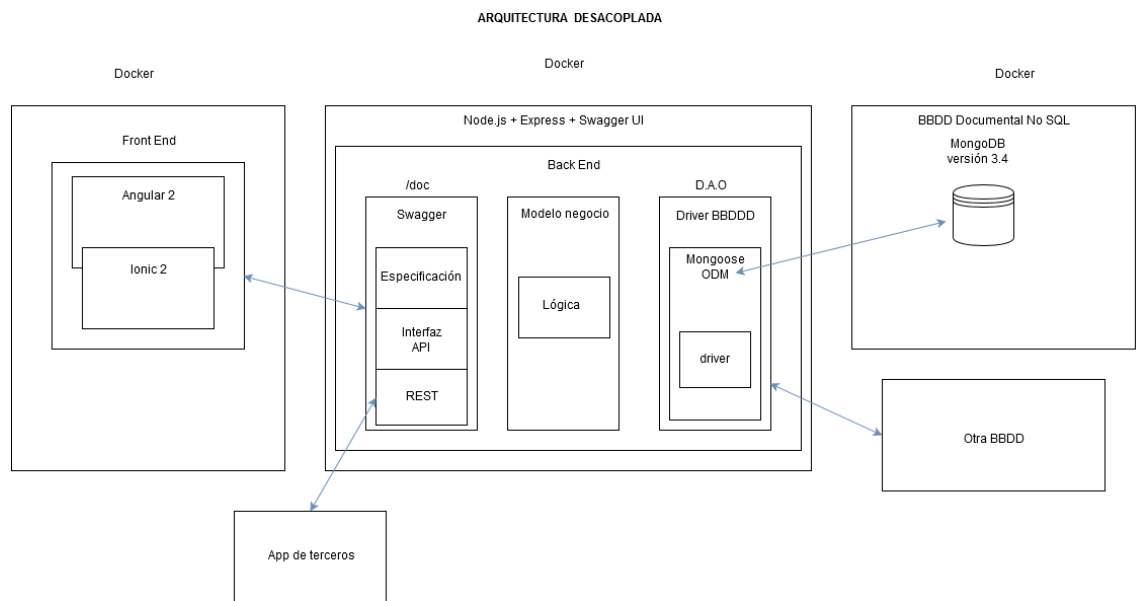 ARQUITECTURA DESACOPLADA
Docker
Docker
Docker
Front End
Angular 2
Ionic 2
Node.js + Express + Swagger UI
Back End
/doc
Swagger
Especificación
Interfaz
API
REST
Modelo negocio
Lógica
D.A.O
Driver BBDDD
Mongoose
ODM
driver
BBDD Documental No SQL
MongoDB
versión 3.4
Otra BBDD
App de terceros